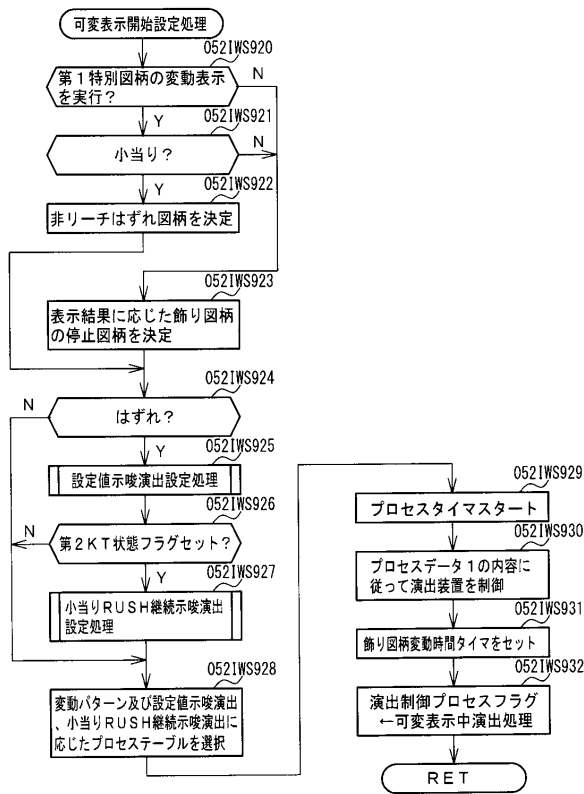 可変表示開始設定処理
052IWS920
第1特別図柄の変動表示
を実行?
N
Y
052IWS921
小当り?
N
Y
052IWS922
非リーチはずれ図柄を決定
052IWS923
表示結果に応じた飾り図柄
の停止図柄を決定
052IWS924
はずれ?
N
Y
052IWS925
設定値示唆演出設定処理
052IWS926
第2KT状態フラグセット?
N
Y
052IWS927
小当りRUSH継続示唆演出
設定処理
052IWS928
変動パターン及び設定値示唆演出
、小当りRUSH継続示唆演出に
応じたプロセステーブルを選択
052IWS929
プロセスタイマスタート
052IWS930
プロセスデータ1の内容に
従って演出装置を制御
052IWS931
飾り図柄変動時間タイマをセット
052IWS932
演出制御プロセスフラグ
←可変表示中演出処理
RET